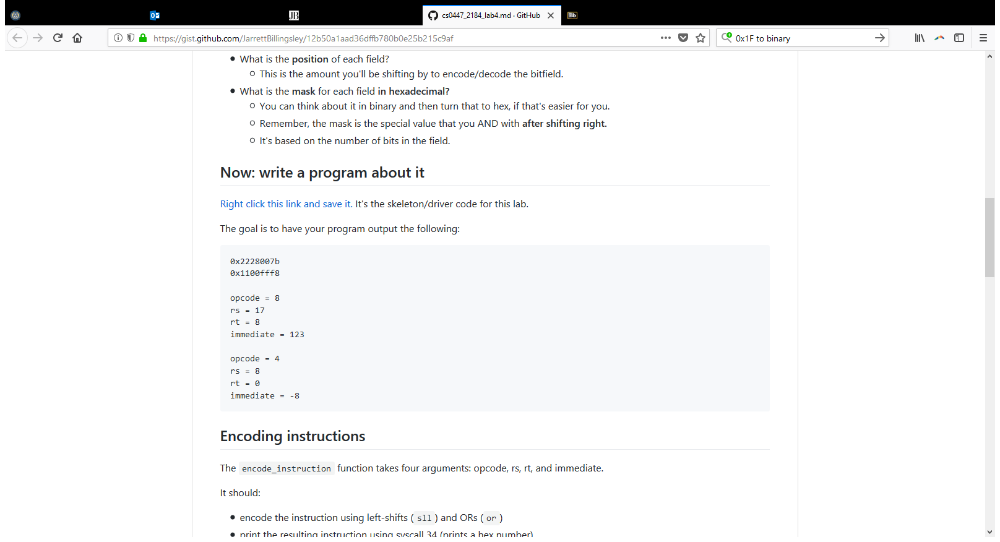 JB
cs0447_2184_lab4.md · GitHub
Bb
https://gist.github.com/JarrettBillingsley/12b50a1aad36dffb780b0e25b215c9af
0x1F to binary
What is the position of each field?
This is the amount you'll be shifting by to encode/decode the bitfield.
What is the mask for each field in hexadecimal?
You can think about it in binary and then turn that to hex, if that's easier for you.
Remember, the mask is the special value that you AND with after shifting right.
It's based on the number of bits in the field.
Now: write a program about it
Right click this link and save it. It's the skeleton/driver code for this lab.
The goal is to have your program output the following:
0x2228007b
0x1100fff8
opcode = 8
rs = 17
rt = 8
immediate = 123
opcode = 4
rs = 8
rt = 0
immediate = -8
Encoding instructions
The encode_instruction function takes four arguments: opcode, rs, rt, and immediate.
It should:
encode the instruction using left-shifts ( sll ) and ORs ( or )
print the resulting instruction using syscall 34 (prints a hex number)